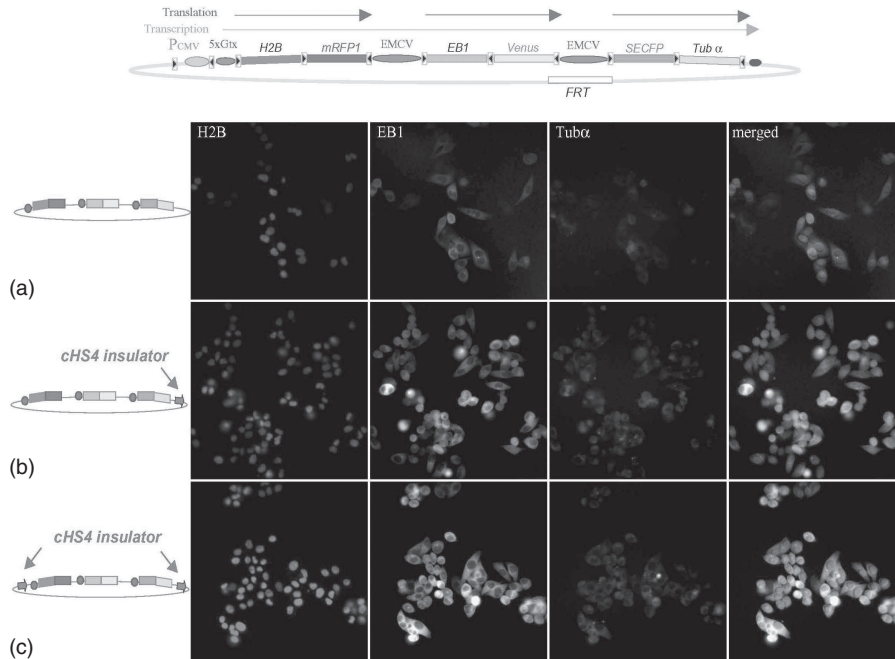 Translation
Transcription
PCMV 5xGtx H2B mRFP1 EMCV EB1 Venus EMCV SECFP Tub α
FRT
H2B EB1 Tubα merged
(a)
cHS4 insulator
(b)
cHS4 insulator
(c)